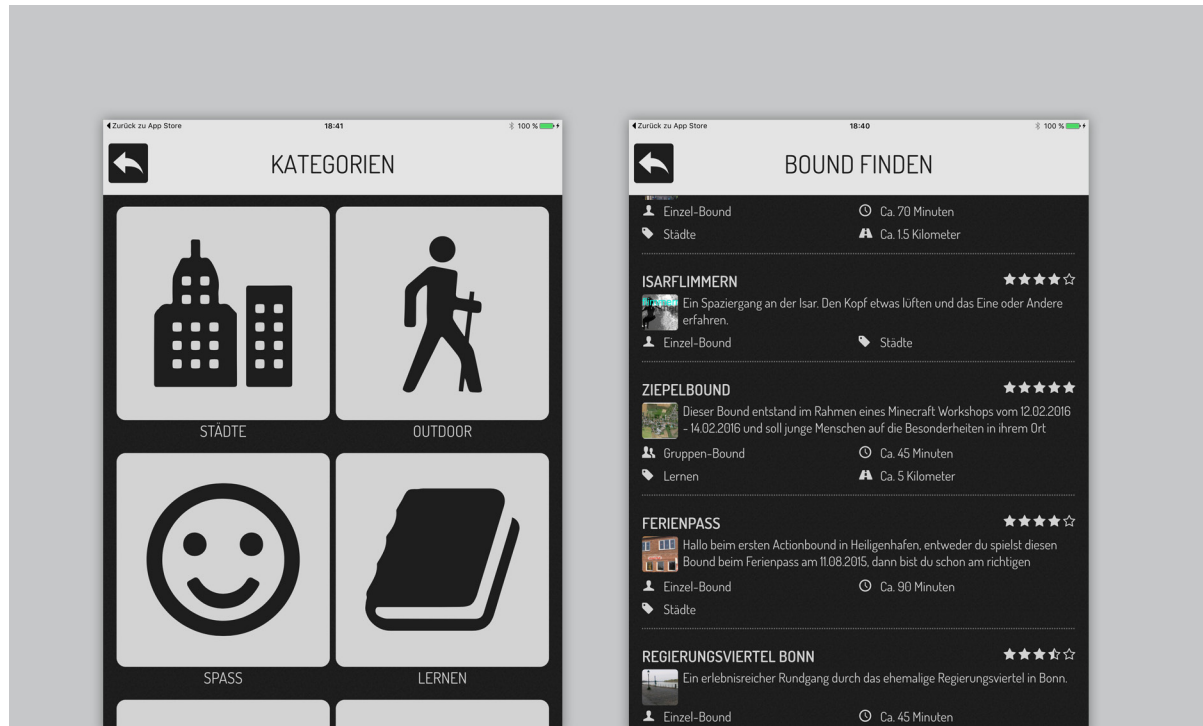 Zurück zu App Store 18:41 100 %
KATEGORIEN
STÄDTE OUTDOOR
SPASS LERNEN
Zurück zu App Store 18:40 100 %
BOUND FINDEN
Einzel-Bound Ca. 70 Minuten
Städte Ca. 1.5 Kilometer
ISARFLIMMERN
Ein Spaziergang an der Isar. Den Kopf etwas lüften und das Eine oder Andere
erfahren.
Einzel-Bound Städte
ZIEPELBOUND
Dieser Bound entstand im Rahmen eines Minecraft Workshops vom 12.02.2016
- 14.02.2016 und soll junge Menschen auf die Besonderheiten in ihrem Ort
Gruppen-Bound Ca. 45 Minuten
Lernen Ca. 5 Kilometer
FERIENPASS
Hallo beim ersten Actionbound in Heiligenhafen, entweder du spielst diesen
Bound beim Ferienpass am 11.08.2015, dann bist du schon am richtigen
Einzel-Bound Ca. 90 Minuten
Städte
REGIERUNGSVIERTEL BONN
Ein erlebnisreicher Rundgang durch das ehemalige Regierungsviertel in Bonn.
Einzel-Bound Ca. 45 Minuten